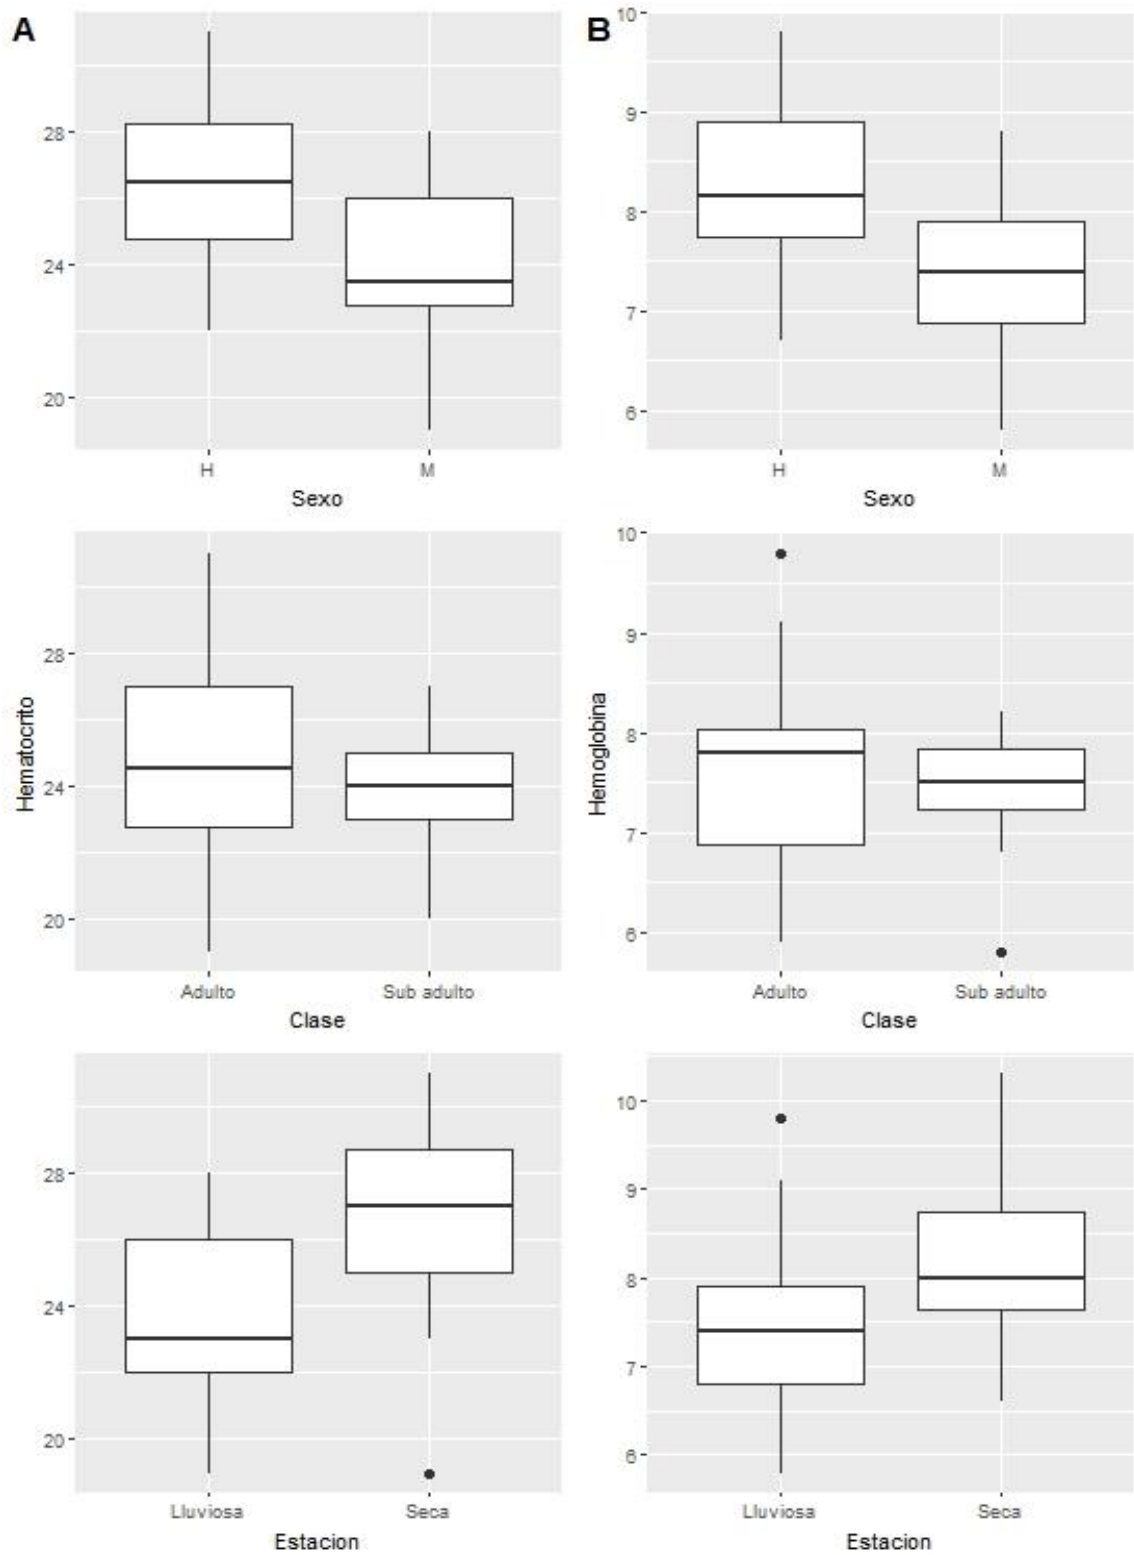 A
28
24
20
H
M
Sexo
B
10
9
8
7
6
H
M
Sexo
Hematocrito
28
24
20
Adulto
Sub adulto
Clase
Hemoglobina
10
9
8
7
6
Adulto
Sub adulto
Clase
28
24
20
Lluviosa
Seca
Estacion
10
9
8
7
6
Lluviosa
Seca
Estacion